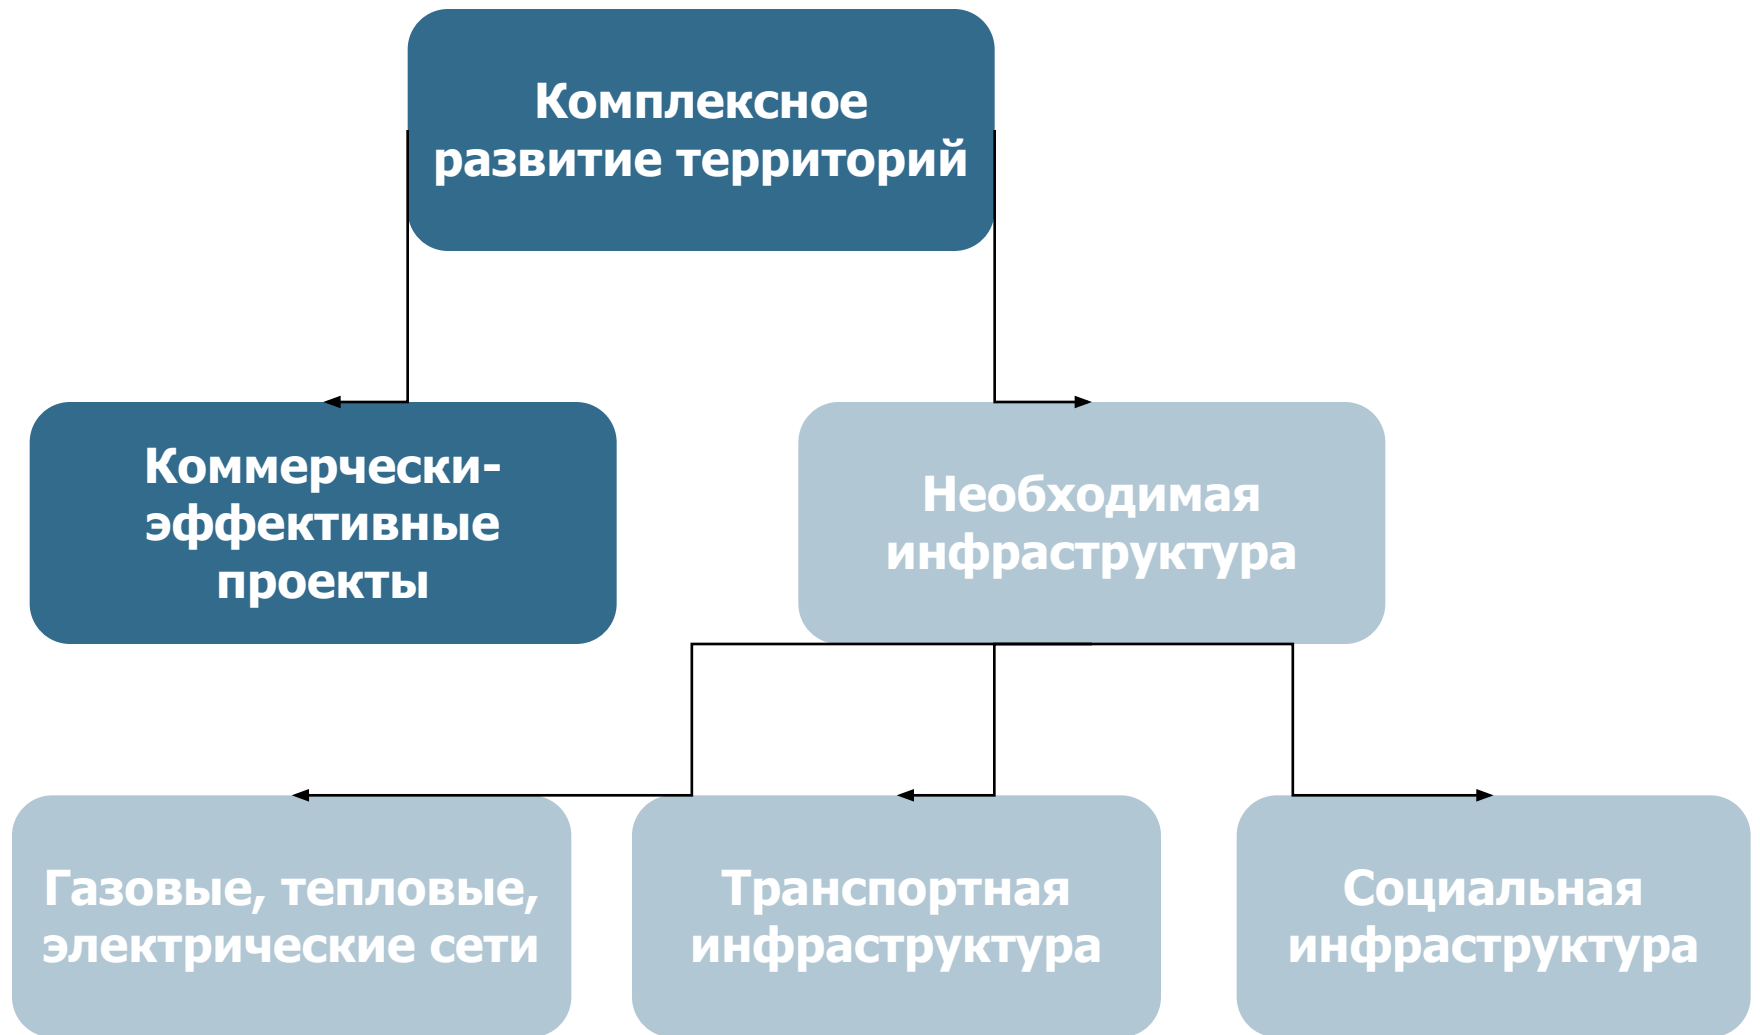 Комплексное
развитие территорий
Коммерчески-
эффективные
проекты
Необходимая
инфраструктура
Газовые, тепловые,
электрические сети
Транспортная
инфраструктура
Социальная
инфраструктура